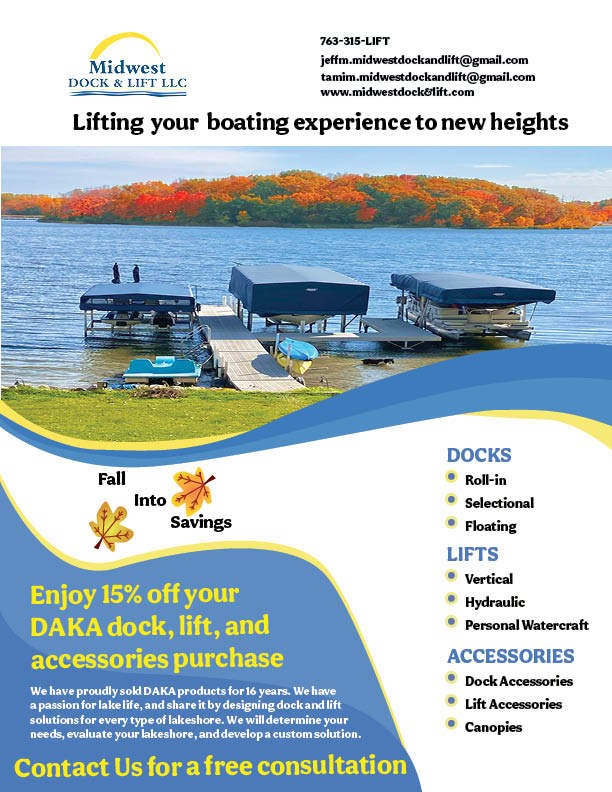 Midwest
DOCK & LIFT LLC
763-315-LIFT
jeffm.midwestdockandlift@gmail.com
tamim.midwestdockandlift@gmail.com
www.midwestdock&lift.com
Lifting your boating experience to new heights
Fall
Into
Savings
Enjoy 15% off your
DAKA dock, lift, and
accessories purchase
We have proudly sold DAKA products for 16 years. We have
a passion for lake life, and share it by designing dock and lift
solutions for every type of lakeshore. We will determine your
needs, evaluate your lakeshore, and develop a custom solution.
Contact Us for a free consultation
DOCKS
Roll-in
Selectional
Floating
LIFTS
Vertical
Hydraulic
Personal Watercraft
ACCESSORIES
Dock Accessories
Lift Accessories
Canopies